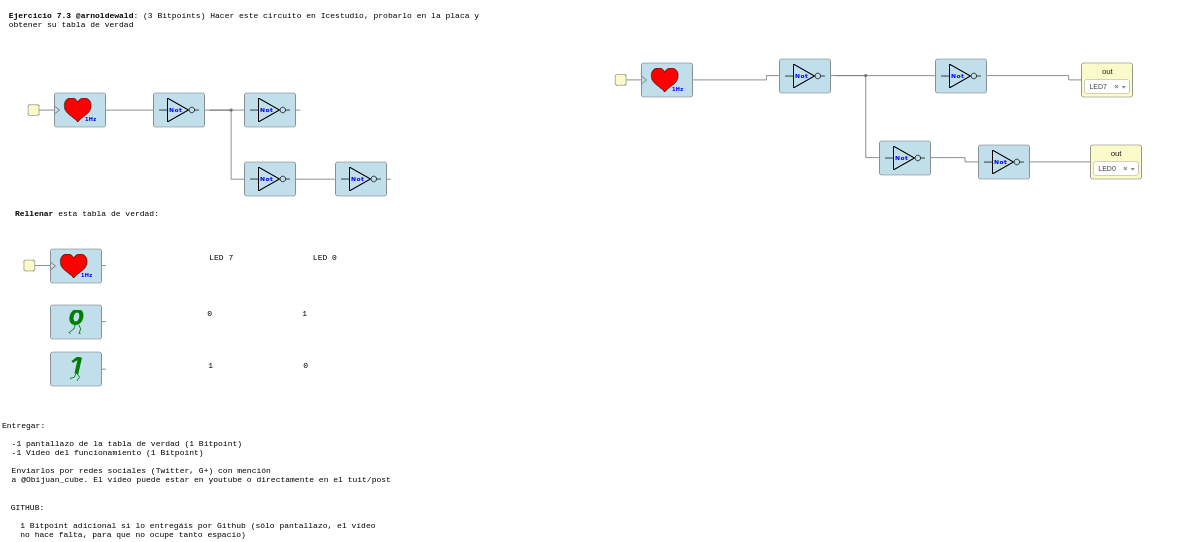 Ejercicio 7.3 @arnoldewald: (3 Bitpoints) Hacer este circuito en Icestudio, probarlo en la placa y
obtener su tabla de verdad
1Hz
Not
Not
Not
Not
1Hz
Not
Not
out
LED7
Not
Not
out
LED0
Rellenar esta tabla de verdad:
1Hz
LED 7
LED 0
0
0
1
1
1
0
Entregar:
-1 pantallazo de la tabla de verdad (1 Bitpoint)
-1 Vídeo del funcionamiento (1 Bitpoint)
Enviarlos por redes sociales (Twitter, G+) con mención
a @Obijuan_cube. El vídeo puede estar en youtube o directamente en el tuit/post
GITHUB:
1 Bitpoint adicional si lo entregáis por Github (sólo pantallazo, el vídeo
no hace falta, para que no ocupe tanto espacio)